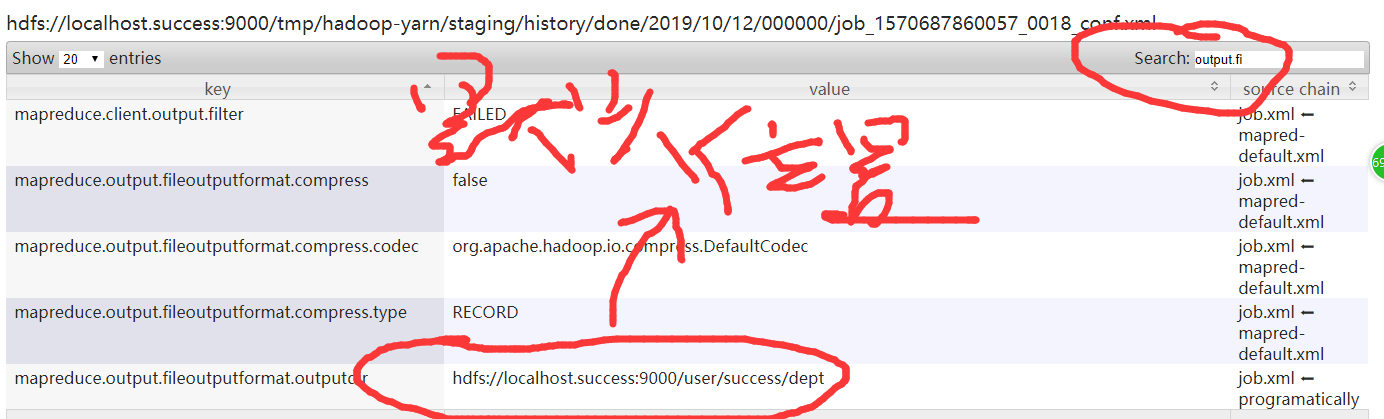 hdfs://localhost.success:9000/tmp/hadoop-yarn/staging/history/done/2019/10/12/000000/job_1570687860057_0018_conf.xml
Show 20 entries Search: output.fi
key value source chain
mapreduce.client.output.filter FAILED job.xml ⬅
mapred-
default.xml
mapreduce.output.fileoutputformat.compress false job.xml ⬅
mapred-
default.xml
mapreduce.output.fileoutputformat.compress.codec org.apache.hadoop.io.compress.DefaultCodec job.xml ⬅
mapred-
default.xml
mapreduce.output.fileoutputformat.compress.type RECORD job.xml ⬅
mapred-
default.xml
mapreduce.output.fileoutputformat.outputdir hdfs://localhost.success:9000/user/success/dept job.xml ⬅
programatically
69